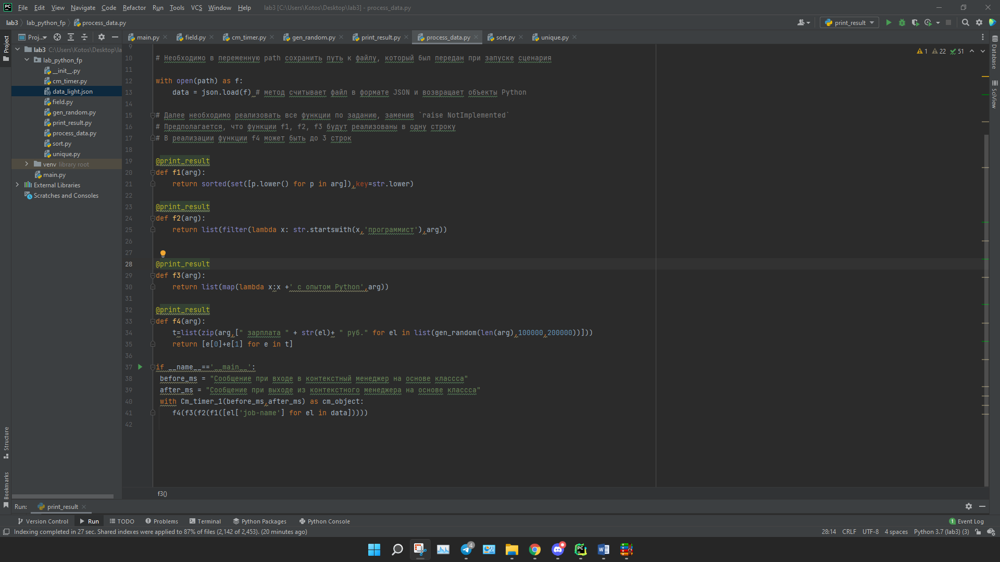 File Edit View Navigate Code Refactor Run Tools VCS Window Help lab3 [C:\Users\Kotos\Desktop\lab3] - process_data.py
lab3 lab_python_fp process_data.py print_result
Proj... main.py field.py cm_timer.py gen_random.py print_result.py process_data.py sort.py unique.py
Project
lab3 C:\Users\Kotos\Desktop\la
lab_python_fp
__init__.py
cm_timer.py
data_light.json
field.py
gen_random.py
print_result.py
process_data.py
sort.py
unique.py
venv library root
main.py
External Libraries
Scratches and Consoles
Structure
Bookmarks
1 22 51
Database
SciView
9
10 # Необходимо в переменную path сохранить путь к файлу, который был передан при запуске сценария
11
12 with open(path) as f:
13 data = json.load(f) # метод считывает файл в формате JSON и возвращает объекты Python
14
15 # Далее необходимо реализовать все функции по заданию, заменив `raise NotImplemented`
16 # Предполагается, что функции f1, f2, f3 будут реализованы в одну строку
17 # В реализации функции f4 может быть до 3 строк
18
19 @print_result
20 def f1(arg):
21 return sorted(set([p.lower() for p in arg]),key=str.lower)
22
23 @print_result
24 def f2(arg):
25 return list(filter(lambda x: str.startswith(x,'программист'),arg))
26
27
28 @print_result
29 def f3(arg):
30 return list(map(lambda x:x +' с опытом Python',arg))
31
32 @print_result
33 def f4(arg):
34 t=list(zip(arg,[" зарплата " + str(el)+ " руб." for el in list(gen_random(len(arg),100000,200000))]))
35 return [e[0]+e[1] for e in t]
36
37 if __name__=='__main__':
38 before_ms = "Сообщение при входе в контекстный менеджер на основе классса"
39 after_ms = "Сообщение при выходе из контекстного менеджера на основе классса"
40 with Cm_timer_1(before_ms,after_ms) as cm_object:
41 f4(f3(f2(f1([el['job-name'] for el in data]))))
42
f3()
Run: print_result
Version Control Run TODO Problems Terminal Python Packages Python Console 1 Event Log
Indexing completed in 27 sec. Shared indexes were applied to 87% of files (2,142 of 2,453). (20 minutes ago) 28:14 CRLF UTF-8 4 spaces Python 3.7 (lab3) (3)
4